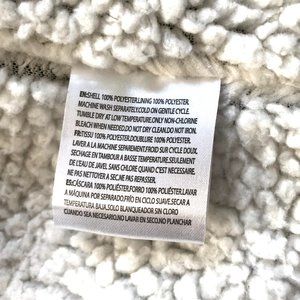 EN:SHELL 100% POLYESTER,LINING 100% POLYESTER.
MACHINE WASH SEPARATELY,COLD ON GENTLE CYCLE.
TUMBLE DRY AT LOW TEMPERATURE,ONLY NON-CHLORINE
BLEACH WHEN NEEDED.DO NOT DRY CLEAN.DO NOT IRON.
FR:TISSU 100% POLYESTER.DOUBLURE 100% POLYESTER.
LAVER A LA MACHINE SEPAREMENT.FROID SUR CYCLE DOUX.
SECHAGE EN TAMBOUR A BASSE TEMPERATURE.SEULEMENT
DE L'EAU DE JAVEL SANS CHLORE QUAND C'EST NECESSAIRE.
NE PAS NETTOYER A SEC.NE PAS REPASSER.
ES:CÁSCARA 100% POLIÉSTER/FORRO 100% POLIÉSTER.LAVAR
A MÁQUINA POR SEPARADO,FRÍO EN CICLO SUAVE.SECAR A
TEMPERATURA BAJA,SOLO BLANQUEADOR SIN CLORO
CUANDO SEA NECESARIO.NO LAVAR EN SECO.NO PLANCHAR